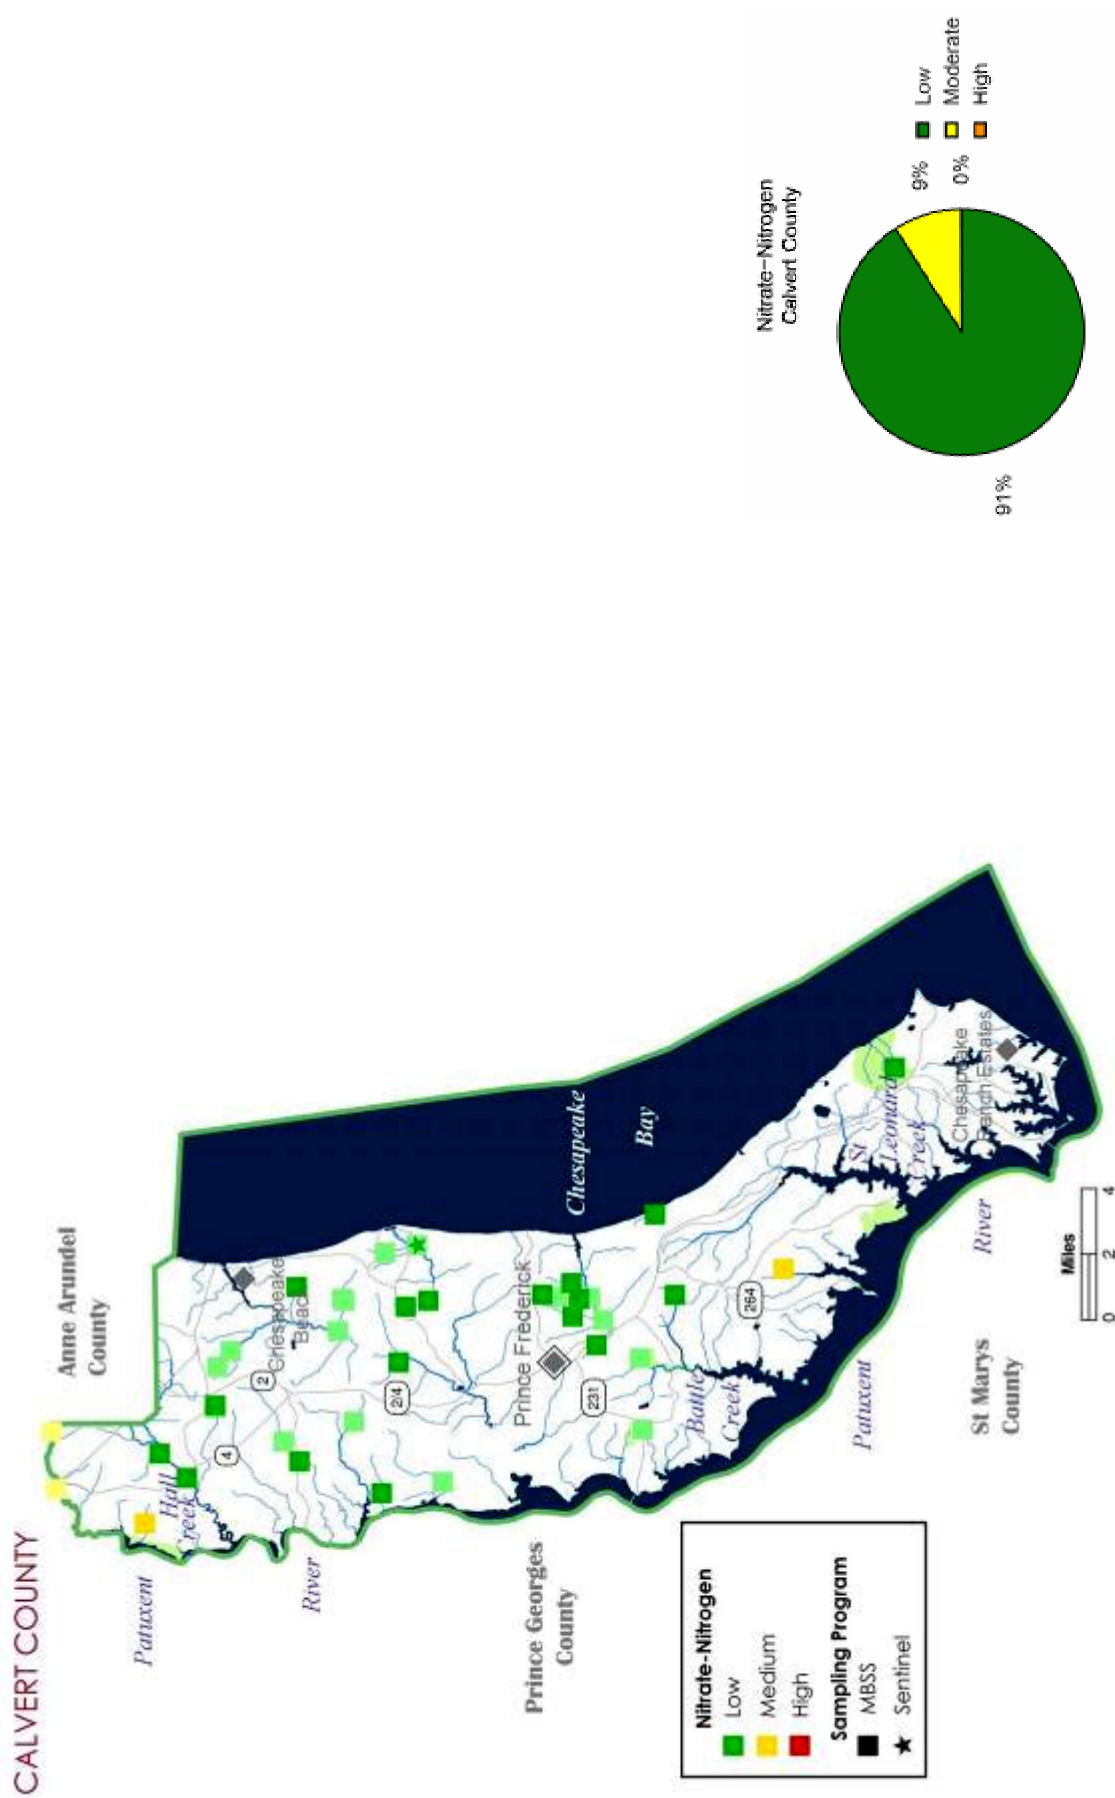 CALVERT COUNTY
Anne Arundel
County
Patuxent
Hall
Creek
River
4
2
Chesapeake
Beach
2/4
Prince Georges
County
Prince Frederick
231
Chesapeake
Bay
Battle
Creek
264
Patuxent
St
Leonard
Creek
Chesapeake
Ranch Estates
River
St Marys
County
Miles
0 2 4
Nitrate-Nitrogen
Low
Medium
High
Sampling Program
MBSS
Sentinel
Nitrate-Nitrogen
Calvert County
9%
0%
91%
Low
Moderate
High